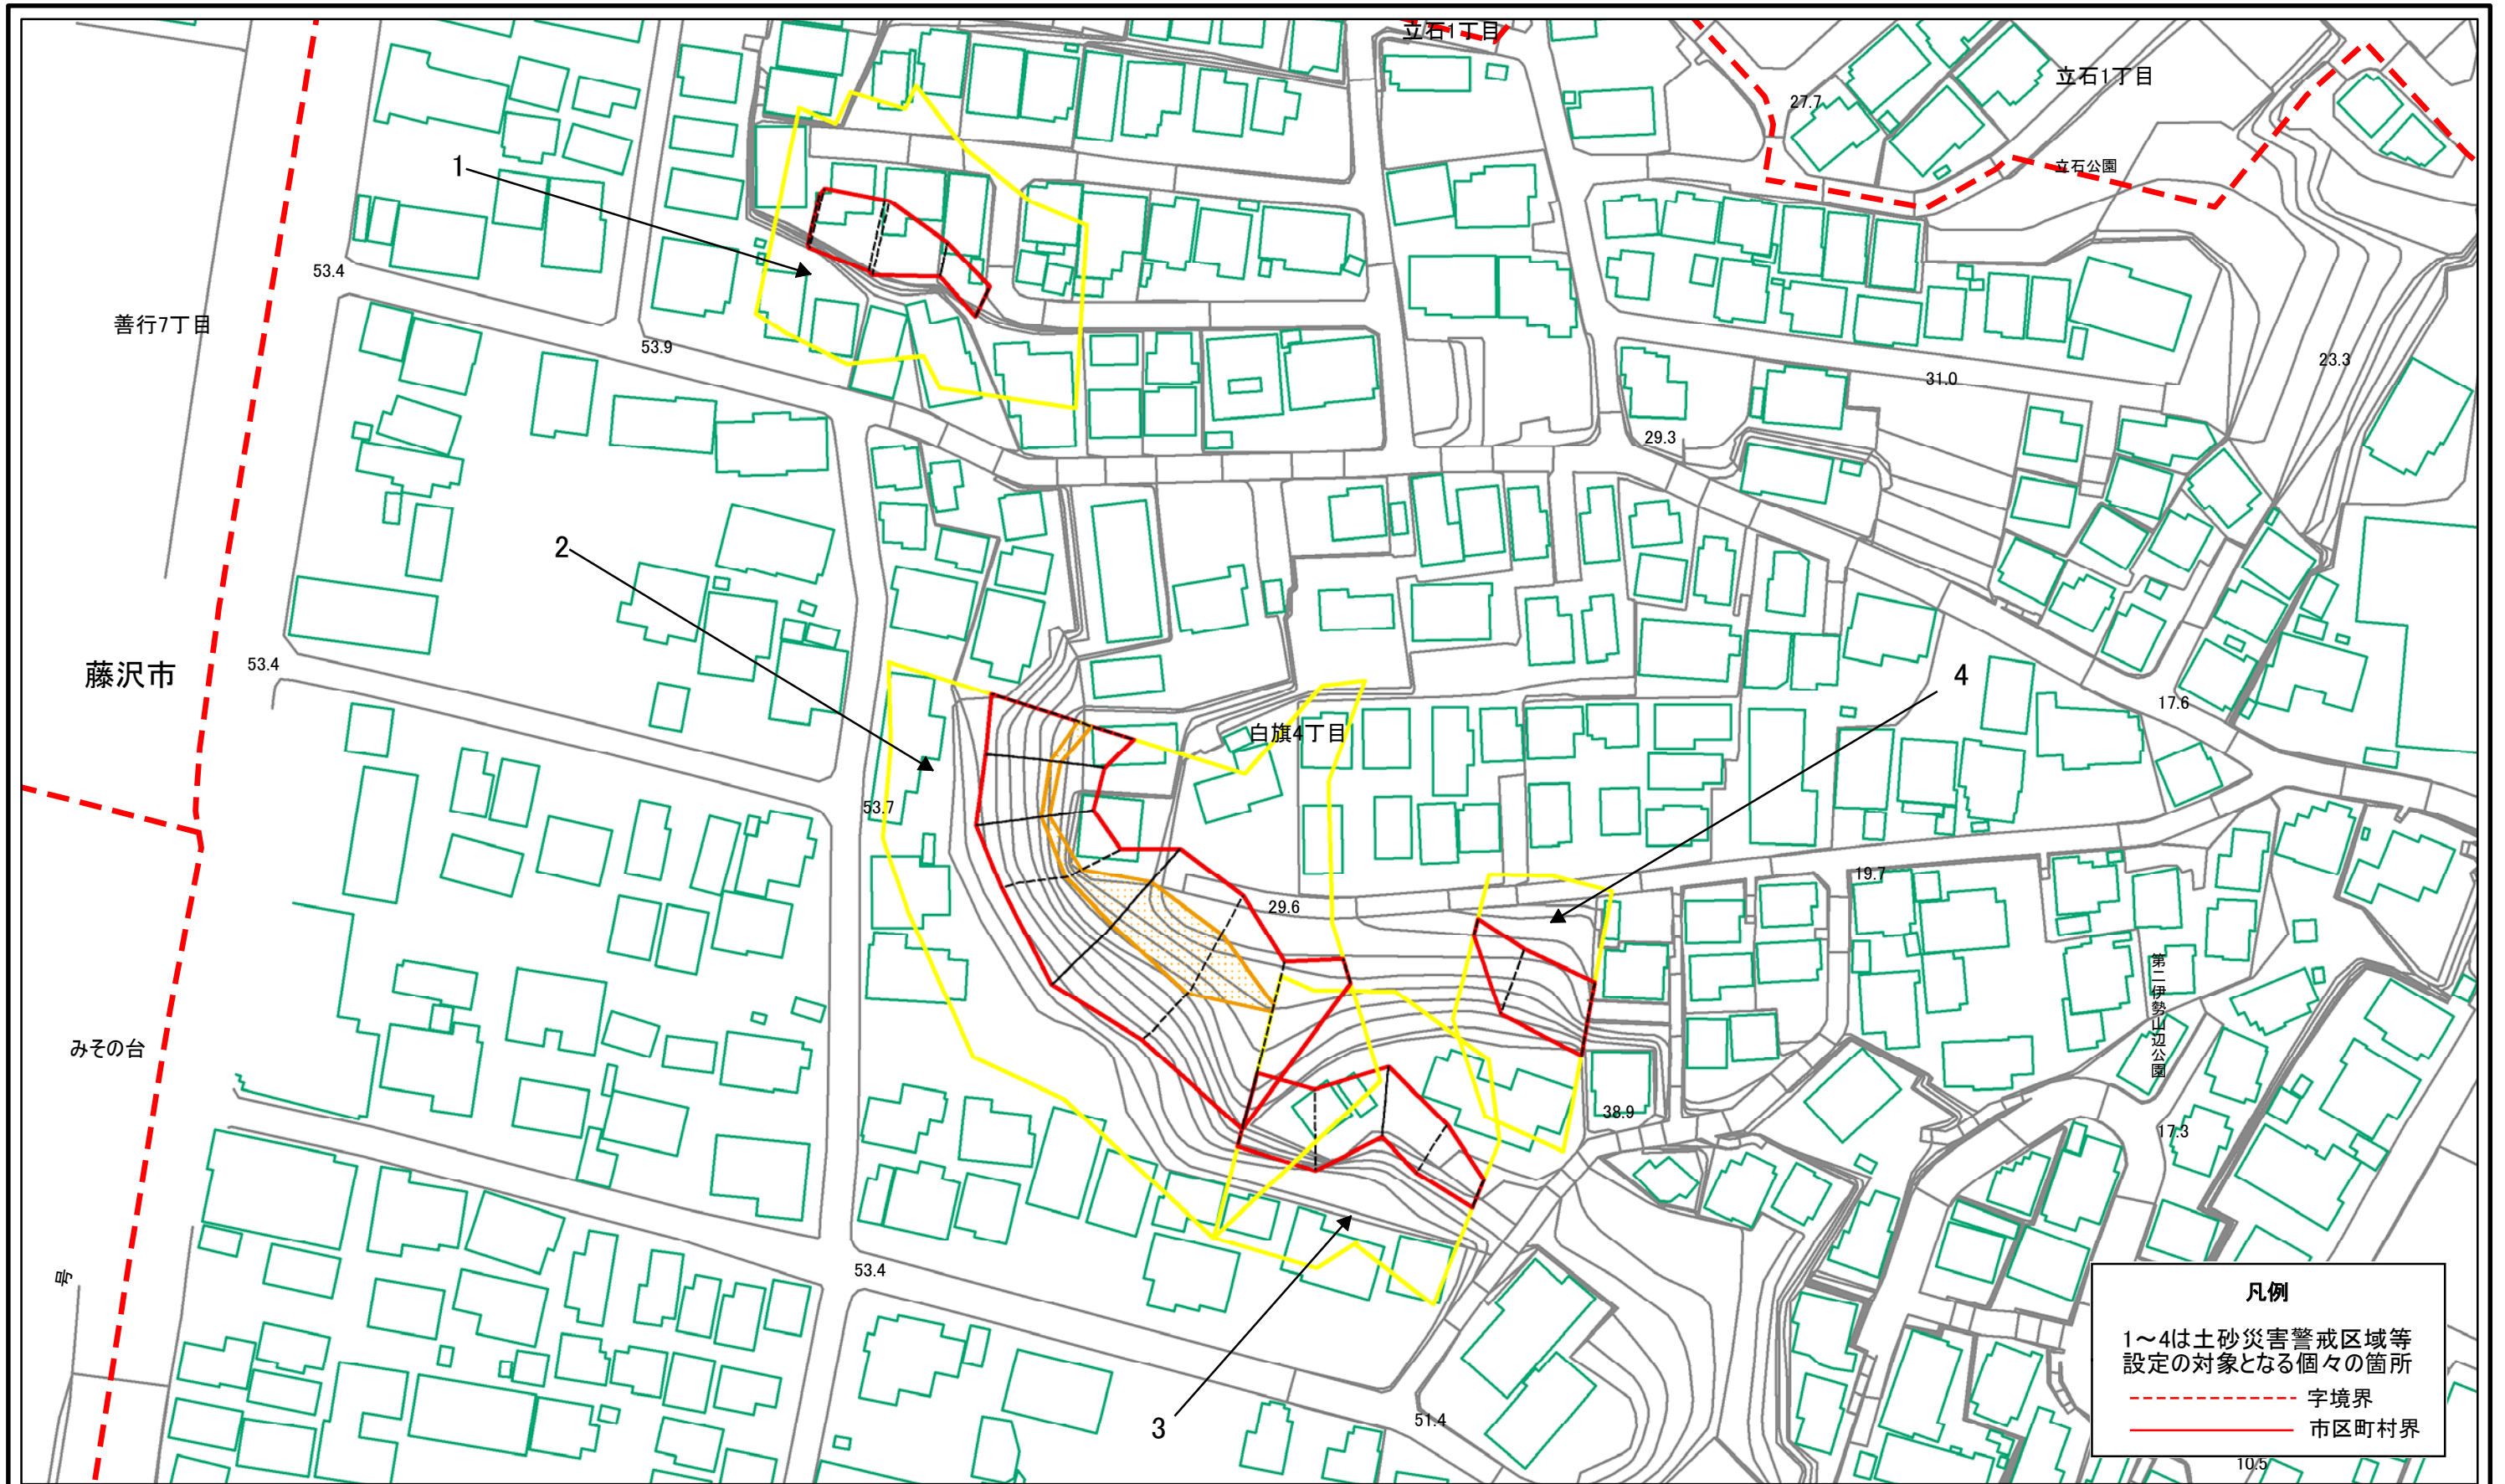 立石1丁目
立石1丁目
27.7
立石公園
1
53.4
善行7丁目
53.9
23.3
31.0
29.3
2
藤沢市
53.4
4
17.6
白旗4丁目
53.7
19.7
29.6
第二伊勢山辺公園
みその台
38.9
17.3
53.4
号
3
51.4
凡例
1～4は土砂災害警戒区域等
設定の対象となる個々の箇所
字境界
市区町村界
10.5